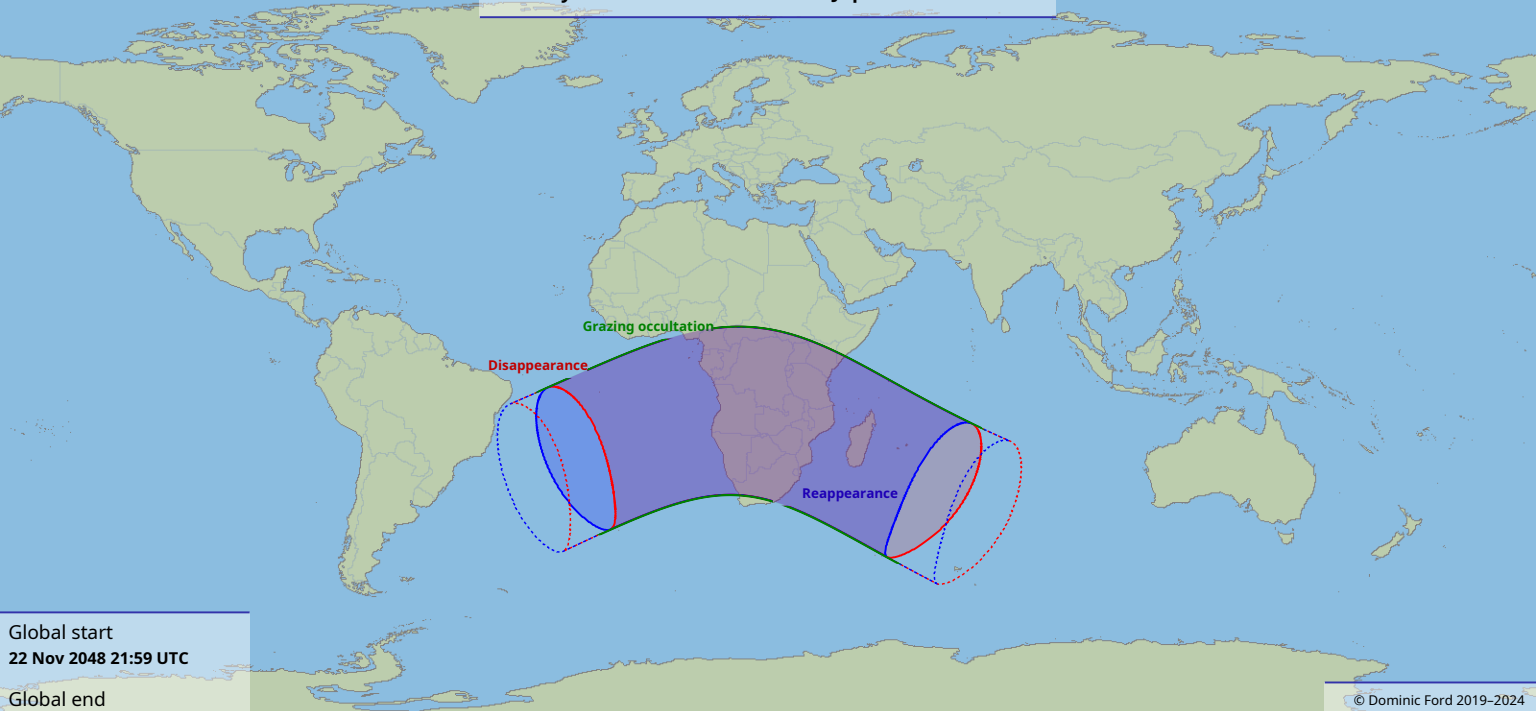 Grazing occultation
Disappearance
Reappearance
Global start
22 Nov 2048 21:59 UTC
Global end
© Dominic Ford 2019–2024